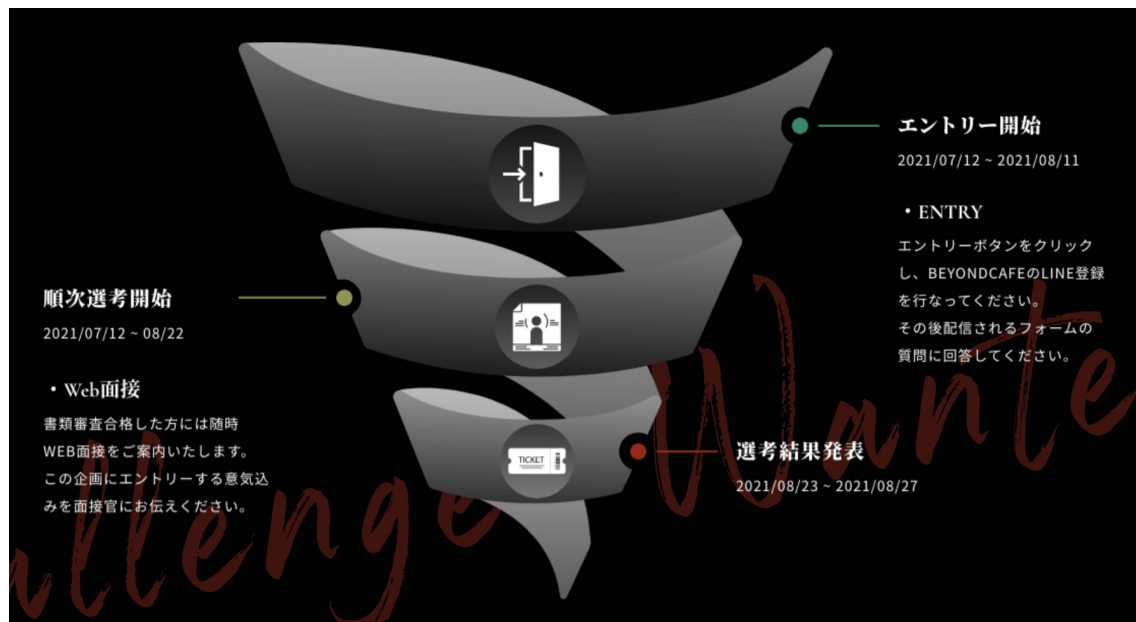 エントリー開始
2021/07/12 ~ 2021/08/11
・ENTRY
エントリーボタンをクリック
し、BEYONDCAFEのLINE登録
を行なってください。
その後配信されるフォームの
質問に回答してください。
順次選考開始
2021/07/12 ~ 08/22
・Web面接
書類審査合格した方には随時
WEB面接をご案内いたします。
この企画にエントリーする意気込
みを面接官にお伝えください。
TICKET
選考結果発表
2021/08/23 ~ 2021/08/27
allenge Wante